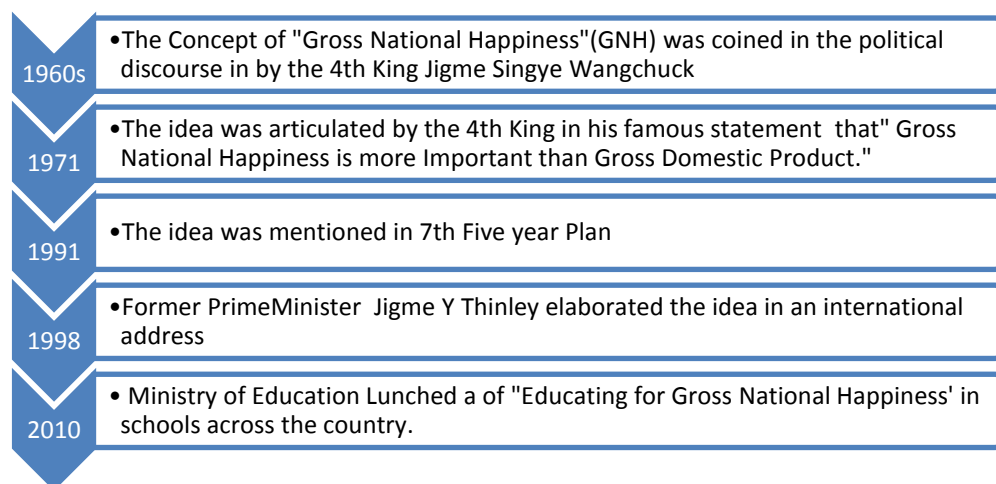 1960s
•The Concept of "Gross National Happiness"(GNH) was coined in the political
discourse in by the 4th King Jigme Singye Wangchuck
1971
•The idea was articulated by the 4th King in his famous statement that" Gross
National Happiness is more Important than Gross Domestic Product."
1991
•The idea was mentioned in 7th Five year Plan
1998
•Former PrimeMinister Jigme Y Thinley elaborated the idea in an international
address
2010
• Ministry of Education Lunched a of "Educating for Gross National Happiness' in
schools across the country.